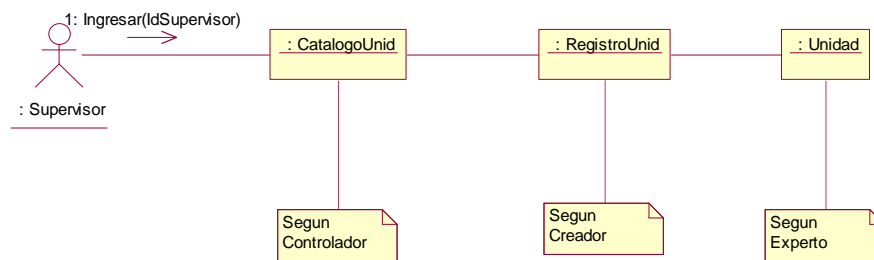 1: Ingresar(IdSupervisor)
: CatalogoUnid
: RegistroUnid
: Unidad
: Supervisor
Segun
Controlador
Segun
Creador
Segun
Experto